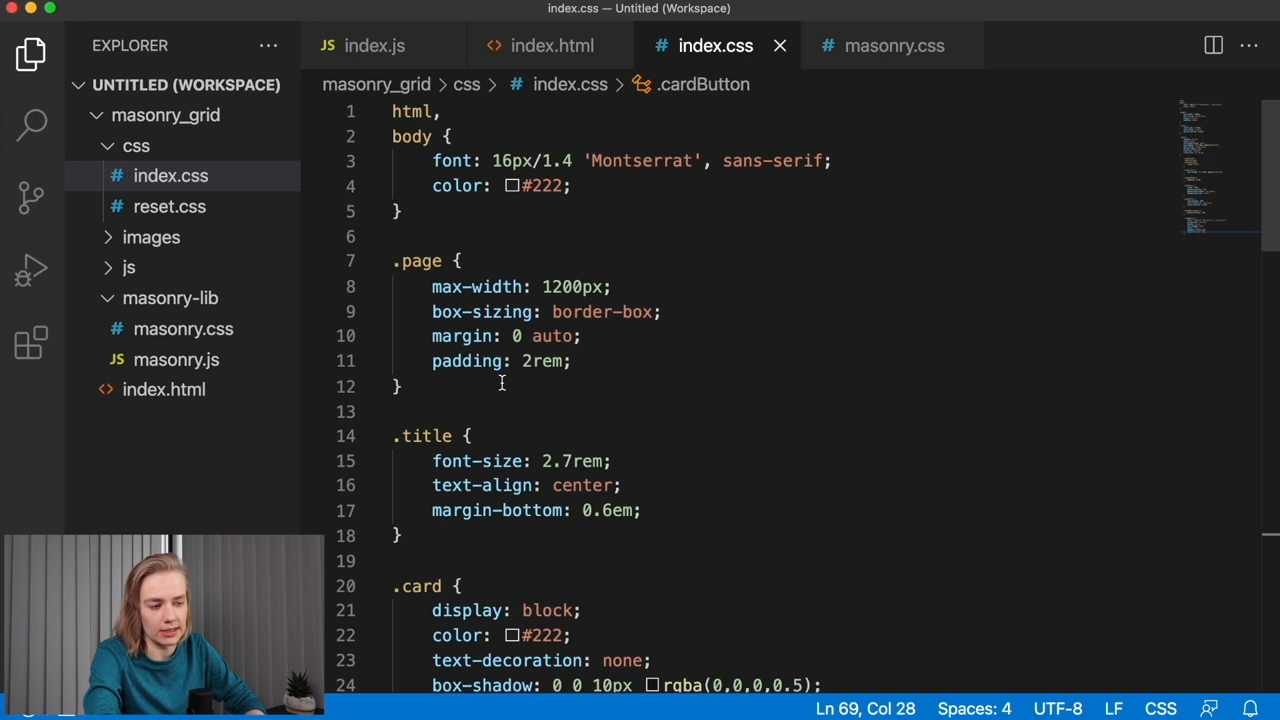 index.css — Untitled (Workspace)
EXPLORER
index.js
index.html
index.css
masonry.css
UNTITLED (WORKSPACE)
masonry_grid
css
index.css
reset.css
images
js
masonry-lib
masonry.css
JS masonry.js
index.html
masonry_grid > css > # index.css > .cardButton
1 html,
2 body {
3 font: 16px/1.4 'Montserrat', sans-serif;
4 color: #222;
5 }
6
7 .page {
8 max-width: 1200px;
9 box-sizing: border-box;
10 margin: 0 auto;
11 padding: 2rem;
12 }
13
14 .title {
15 font-size: 2.7rem;
16 text-align: center;
17 margin-bottom: 0.6em;
18 }
19
20 .card {
21 display: block;
22 color: #222;
23 text-decoration: none;
24 box-shadow: 0 0 10px rgba(0,0,0,0.5);
Ln 69, Col 28 Spaces: 4 UTF-8 LF CSS